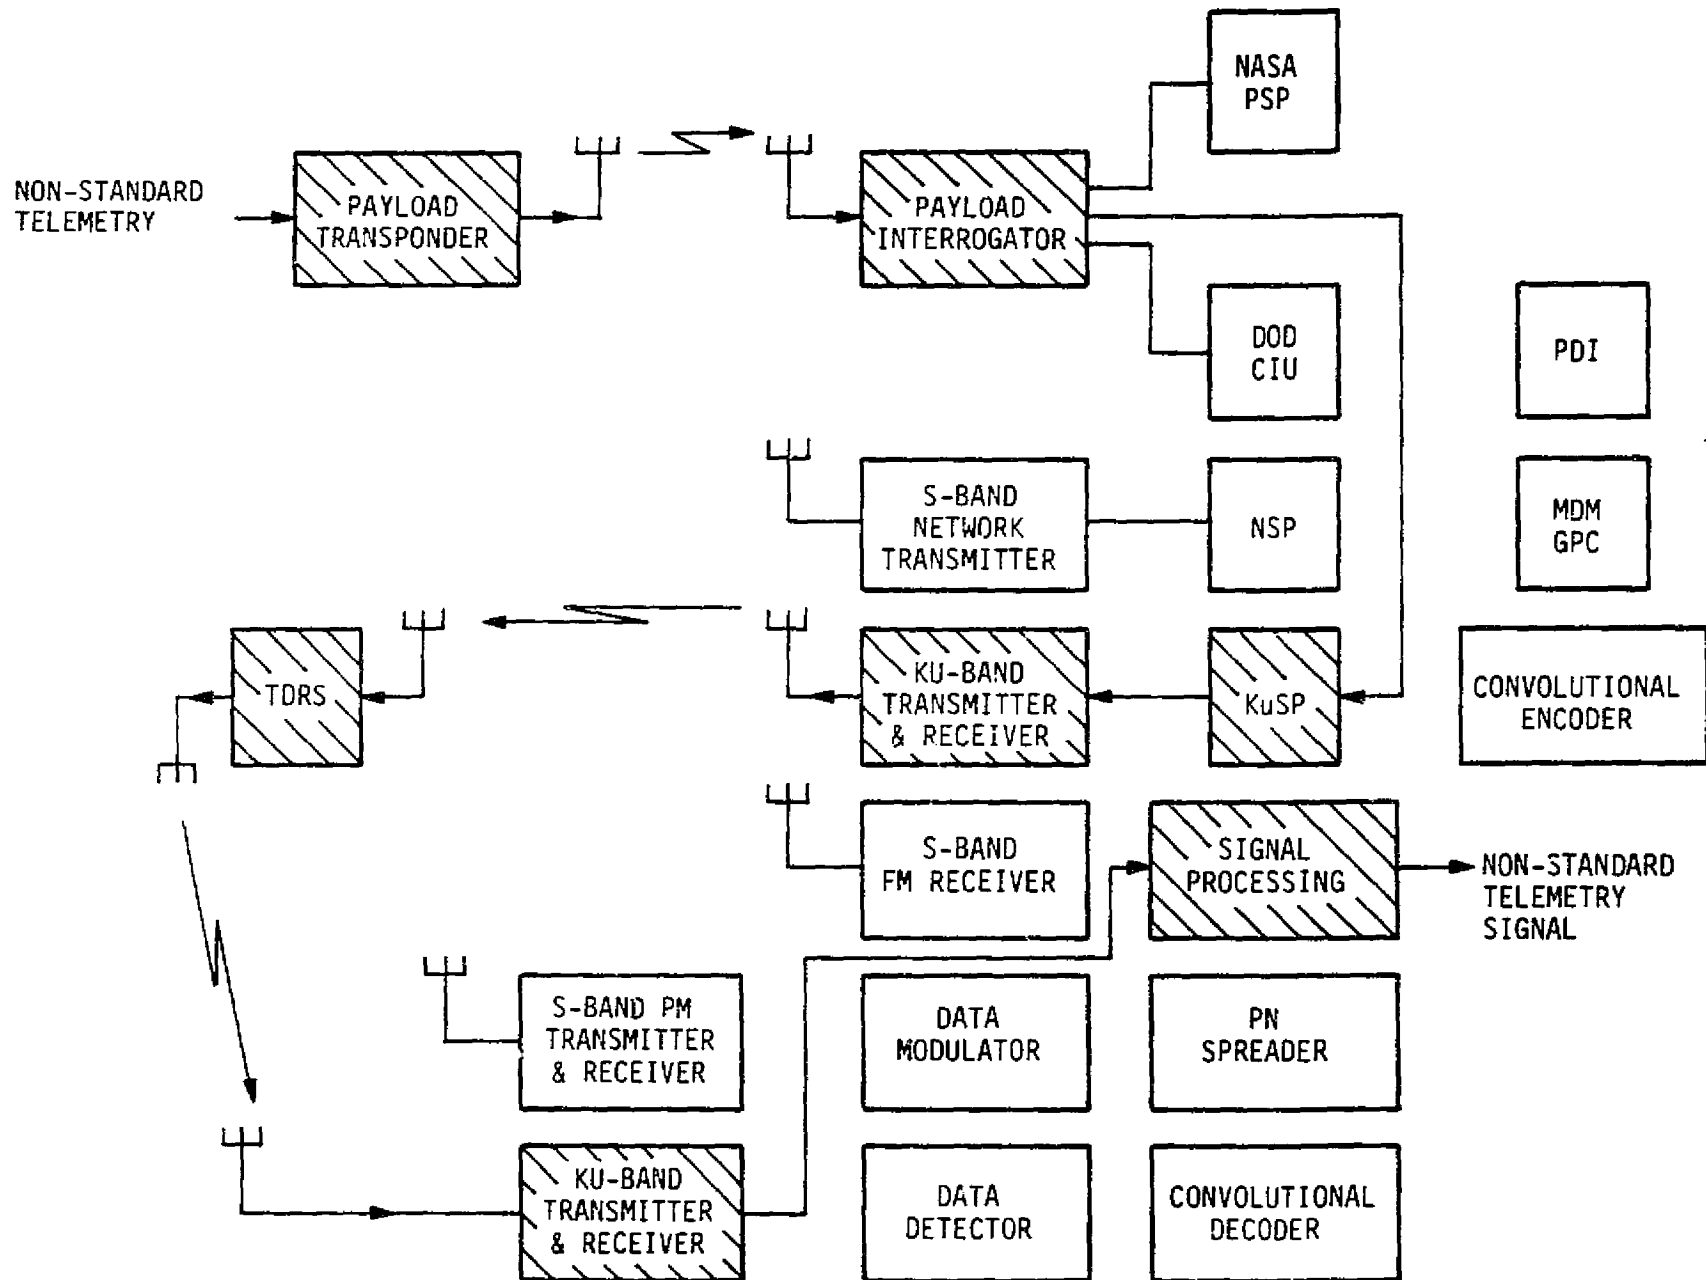 NASA
PSP
NON-STANDARD
TELEMETRY
PAYLOAD
TRANSPONDER
PAYLOAD
INTERROGATOR
DOD
CIU
PDI
S-BAND
NETWORK
TRANSMITTER
NSP
MDM
GPC
TDRS
KU-BAND
TRANSMITTER
& RECEIVER
KuSP
CONVOLUTIONAL
ENCODER
S-BAND
FM RECEIVER
SIGNAL
PROCESSING
NON-STANDARD
TELEMETRY
SIGNAL
S-BAND PM
TRANSMITTER
& RECEIVER
DATA
MODULATOR
PN
SPREADER
KU-BAND
TRANSMITTER
& RECEIVER
DATA
DETECTOR
CONVOLUTIONAL
DECODER